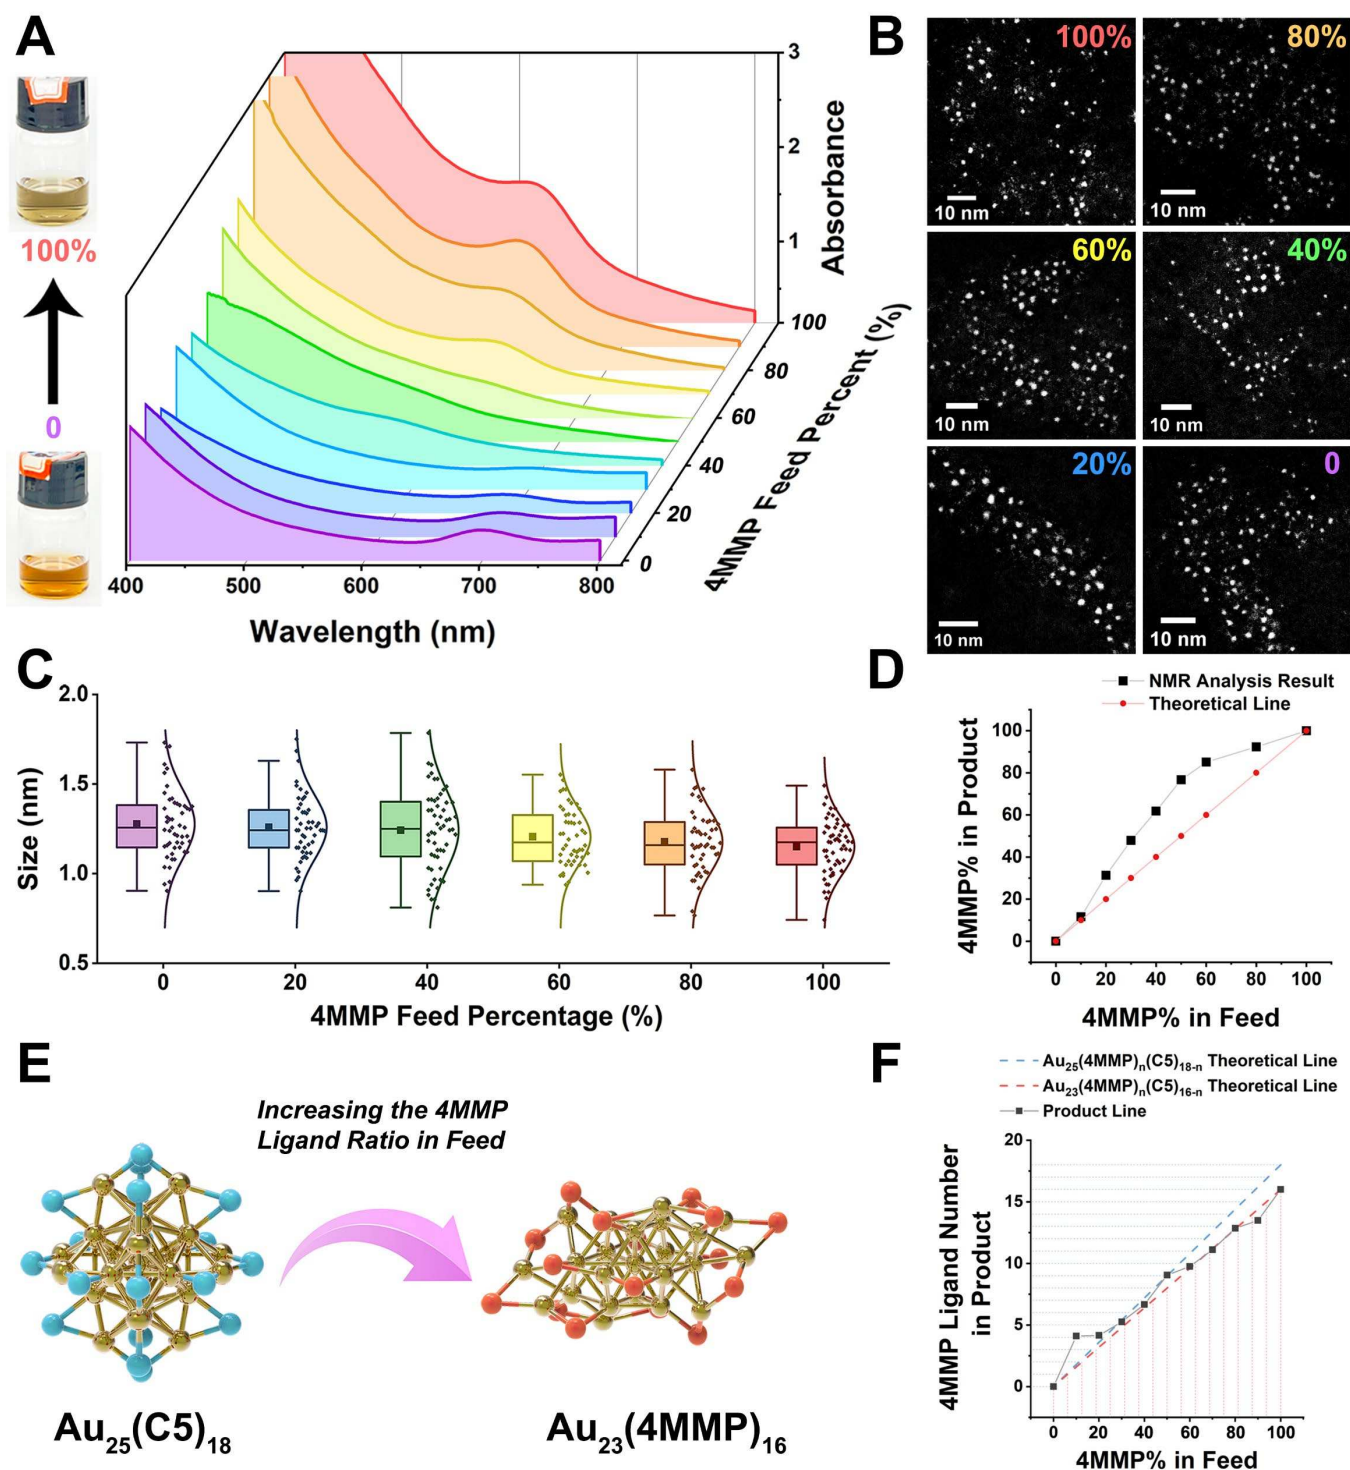 A
100%
0
3
2
1
Absorbance
100
80
60
40
20
0
4MMP Feed Percent (%)
400 500 600 700 800
Wavelength (nm)
B
100%
10 nm
80%
10 nm
60%
10 nm
40%
10 nm
20%
10 nm
0
10 nm
C
2.0
1.5
1.0
0.5
Size (nm)
0 20 40 60 80 100
4MMP Feed Percentage (%)
D
NMR Analysis Result
Theoretical Line
100
80
60
40
20
0
4MMP% in Product
0 20 40 60 80 100
4MMP% in Feed
E
Increasing the 4MMP
Ligand Ratio in Feed
Au25(C5)18
Au23(4MMP)16
F
Au25(4MMP)n(C5)18-n Theoretical Line
Au23(4MMP)n(C5)16-n Theoretical Line
Product Line
20
15
10
5
0
4MMP Ligand Number
in Product
0 20 40 60 80 100
4MMP% in Feed